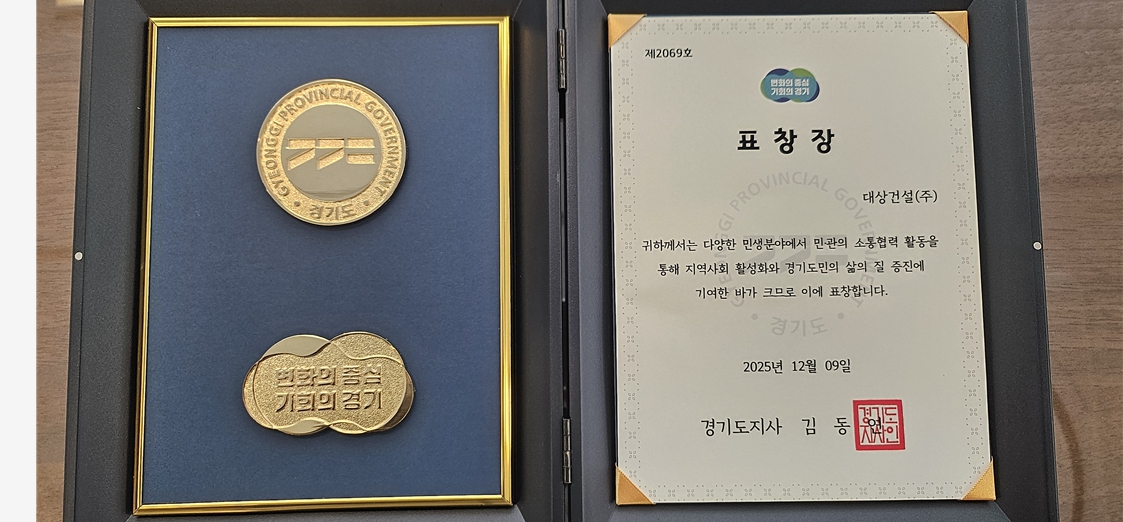 GYEONGGI PROVINCIAL GOVERNMENT
• 경기도 •
변화의 중심
기회의 경기
제2069호
변화의 중심
기회의 경기
표창장
대상건설(주)
귀하께서는 다양한 민생분야에서 민관의 소통협력 활동을
통해 지역사회 활성화와 경기도민의 삶의 질 증진에
기여한 바가 크므로 이에 표창합니다.
GYEONGGI PROVINCIAL GOVERNMENT
• 경기도 •
2025년 12월 09일
경기도지사 김동연
경기도
지사인